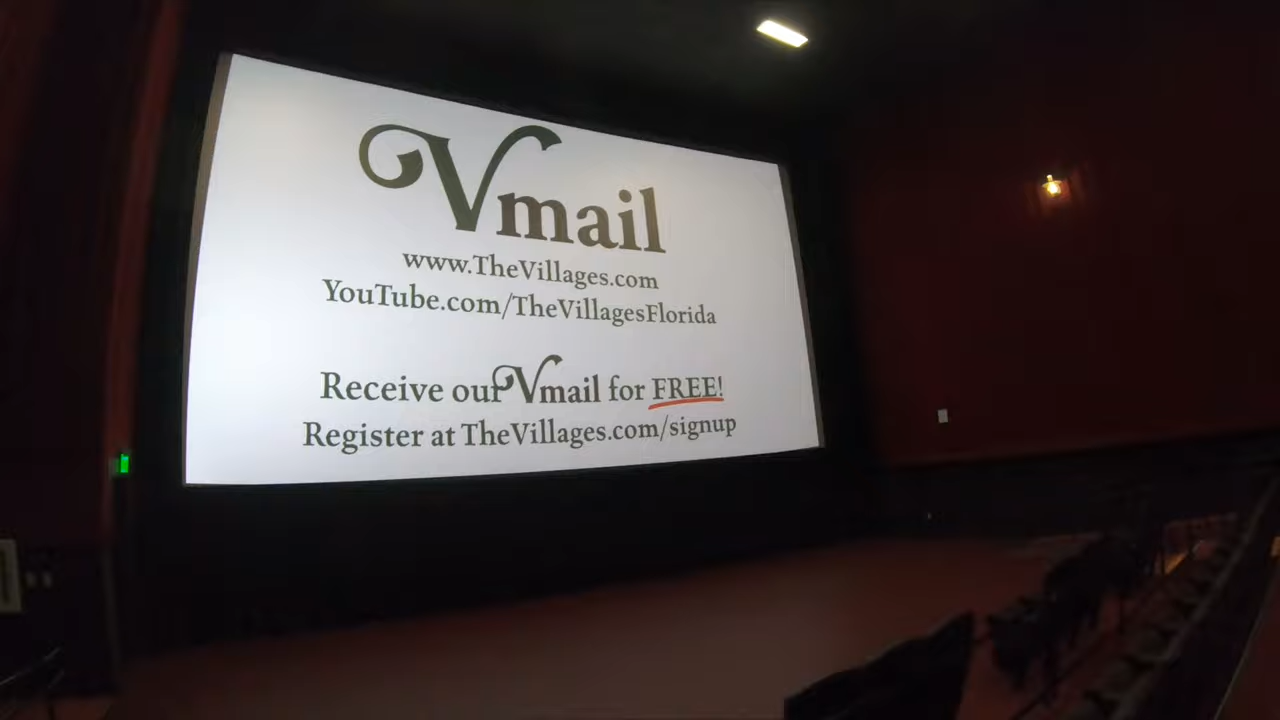 Vmail
www.TheVillages.com
YouTube.com/TheVillagesFlorida
Receive our Vmail for FREE!
Register at TheVillages.com/signup